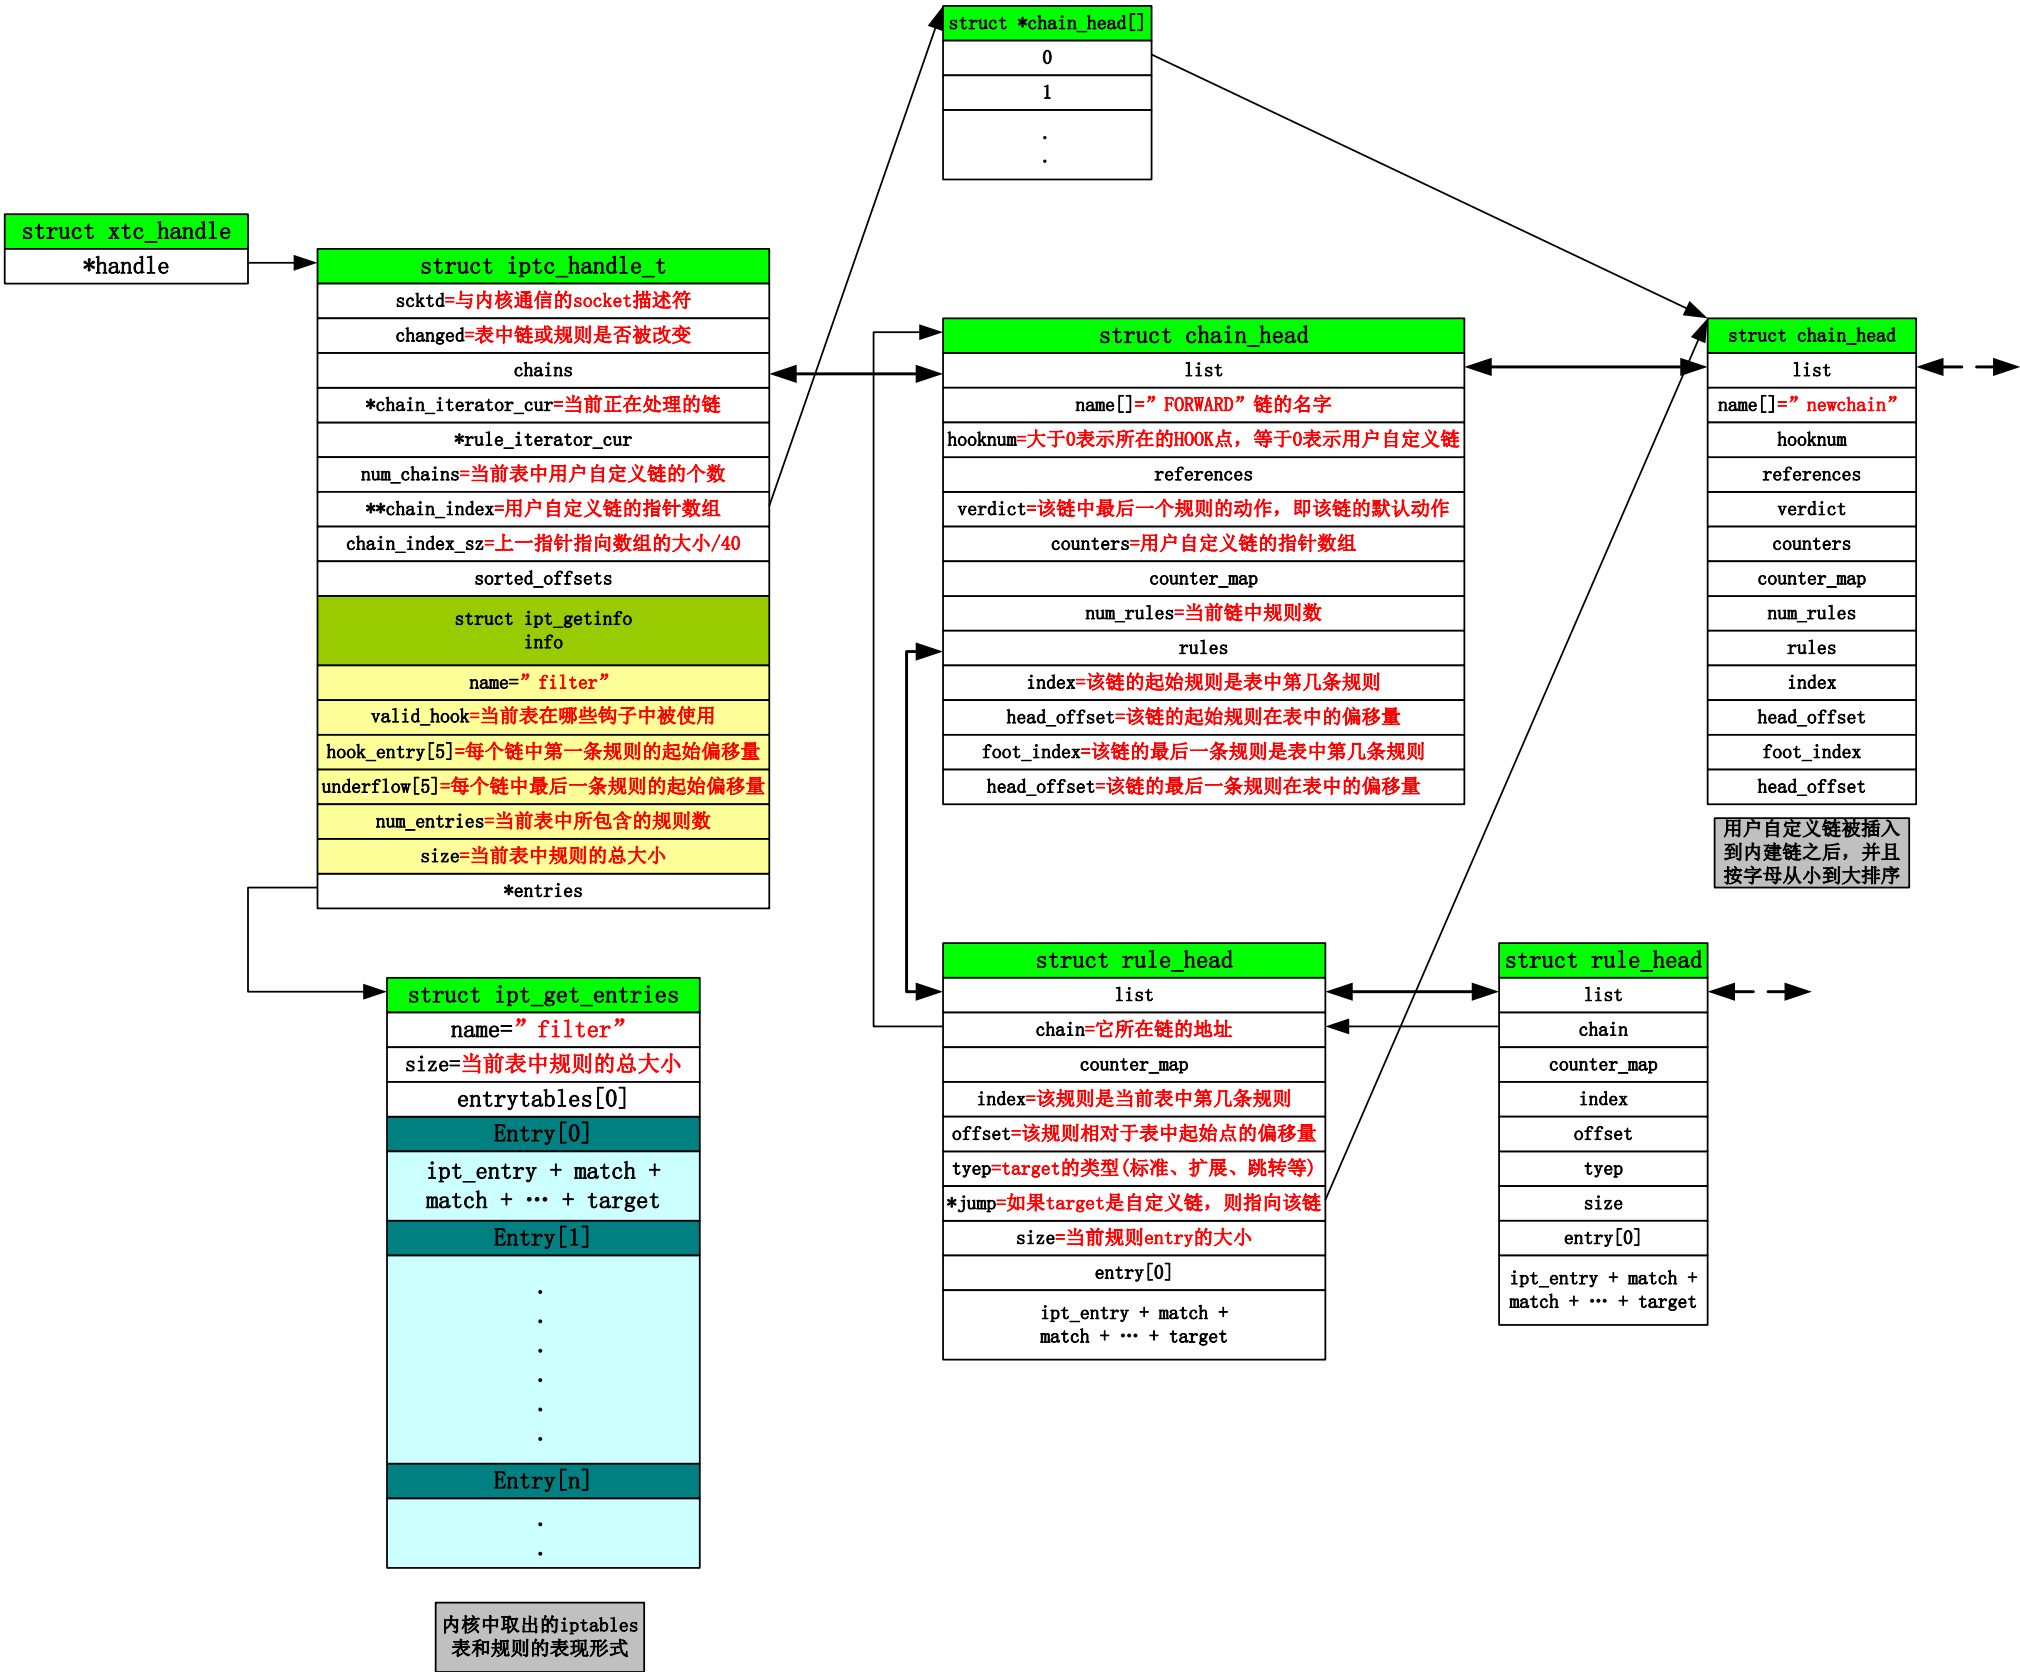 struct *chain_head[]
0
1
.
.
struct xtc_handle
*handle
struct iptc_handle_t
scktd=与内核通信的socket描述符
changed=表中链或规则是否被改变
chains
*chain_iterator_cur=当前正在处理的链
*rule_iterator_cur
num_chains=当前表中用户自定义链的个数
**chain_index=用户自定义链的指针数组
chain_index_sz=上一指针指向数组的大小/40
sorted_offsets
struct ipt_getinfo
info
name=”filter”
valid_hook=当前表在哪些钩子中被使用
hook_entry[5]=每个链中第一条规则的起始偏移量
underflow[5]=每个链中最后一条规则的起始偏移量
num_entries=当前表中所包含的规则数
size=当前表中规则的总大小
*entries
struct chain_head
list
name[]=”FORWARD”链的名字
hooknum=大于0表示所在的HOOK点，等于0表示用户自定义链
references
verdict=该链中最后一个规则的动作，即该链的默认动作
counters=用户自定义链的指针数组
counter_map
num_rules=当前链中规则数
rules
index=该链的起始规则是表中第几条规则
head_offset=该链的起始规则在表中的偏移量
foot_index=该链的最后一条规则是表中第几条规则
head_offset=该链的最后一条规则在表中的偏移量
struct chain_head
list
name[]=”newchain”
hooknum
references
verdict
counters
counter_map
num_rules
rules
index
head_offset
foot_index
head_offset
用户自定义链被插入
到内建链之后，并且
按字母从小到大排序
struct ipt_get_entries
name=”filter”
size=当前表中规则的总大小
entrytables[0]
Entry[0]
ipt_entry + match +
match + … + target
Entry[1]
.
.
.
.
.
.
Entry[n]
.
.
内核中取出的iptables
表和规则的表现形式
struct rule_head
list
chain=它所在链的地址
counter_map
index=该规则是当前表中第几条规则
offset=该规则相对于表中起始点的偏移量
tyep=target的类型(标准、扩展、跳转等)
*jump=如果target是自定义链，则指向该链
size=当前规则entry的大小
entry[0]
ipt_entry + match +
match + … + target
struct rule_head
list
chain
counter_map
index
offset
tyep
size
entry[0]
ipt_entry + match +
match + … + target